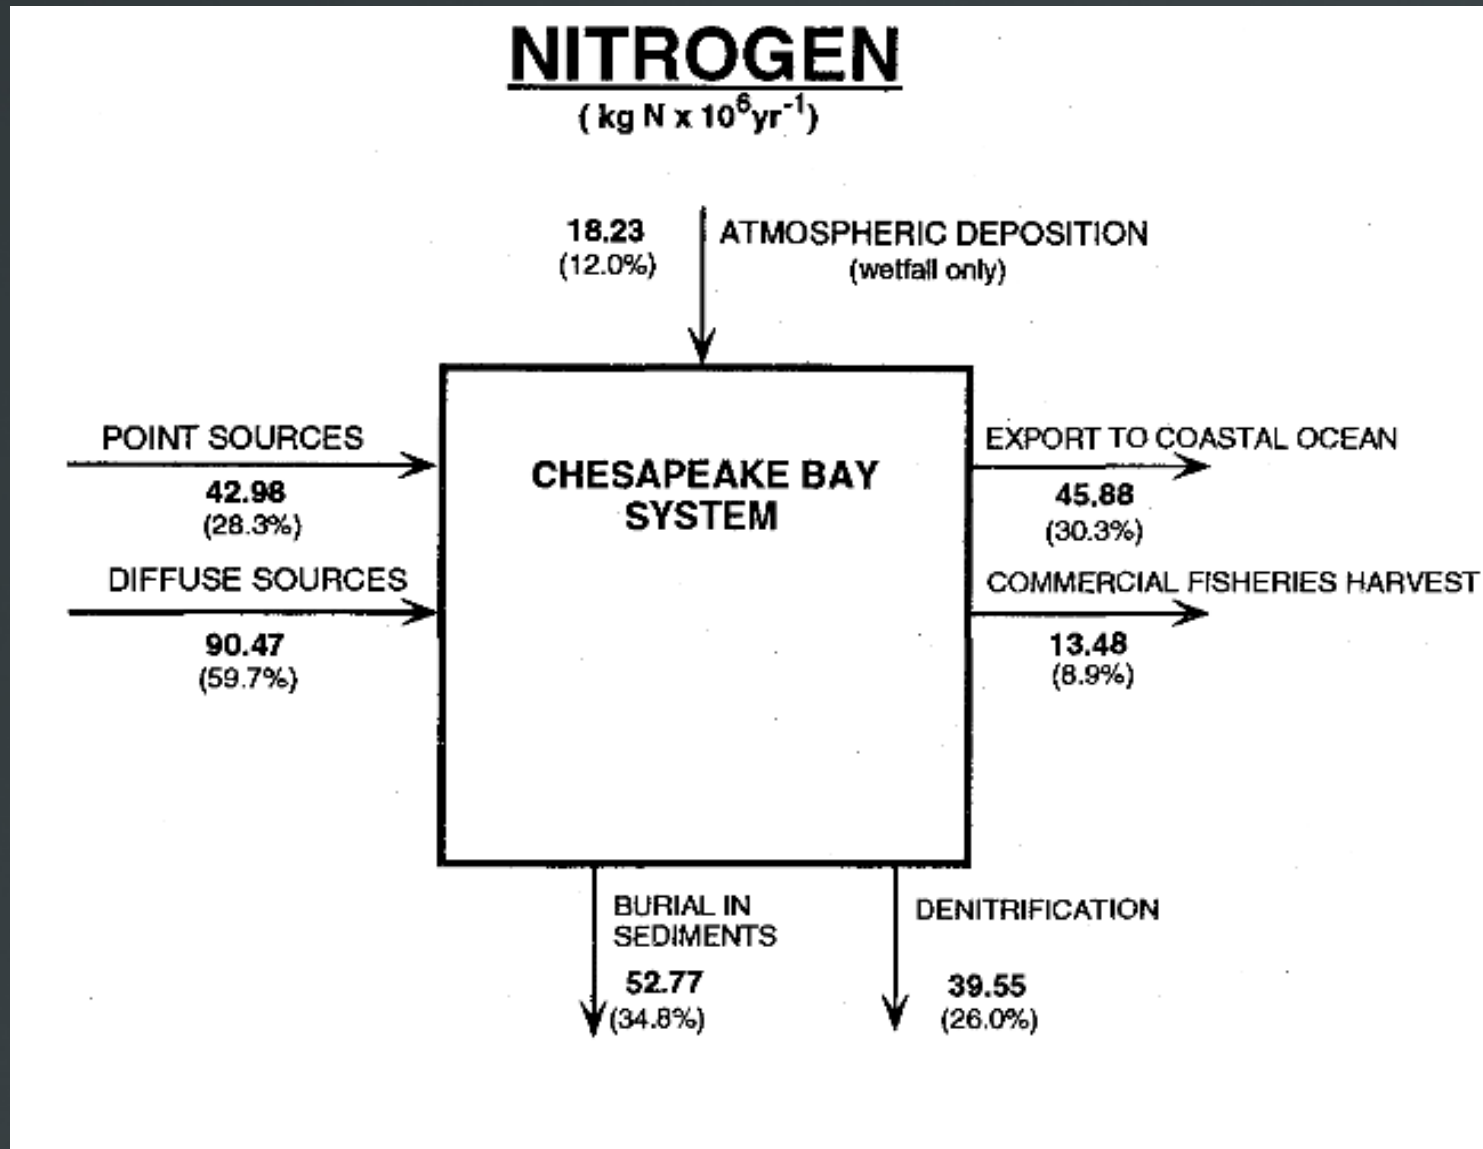 NITROGEN
( kg N x 10⁶yr⁻¹)
18.23
(12.0%)
ATMOSPHERIC DEPOSITION
(wetfall only)
POINT SOURCES
42.98
(28.3%)
DIFFUSE SOURCES
90.47
(59.7%)
CHESAPEAKE BAY
SYSTEM
EXPORT TO COASTAL OCEAN
45.88
(30.3%)
COMMERCIAL FISHERIES HARVEST
13.48
(8.9%)
BURIAL IN
SEDIMENTS
52.77
(34.8%)
DENITRIFICATION
39.55
(26.0%)